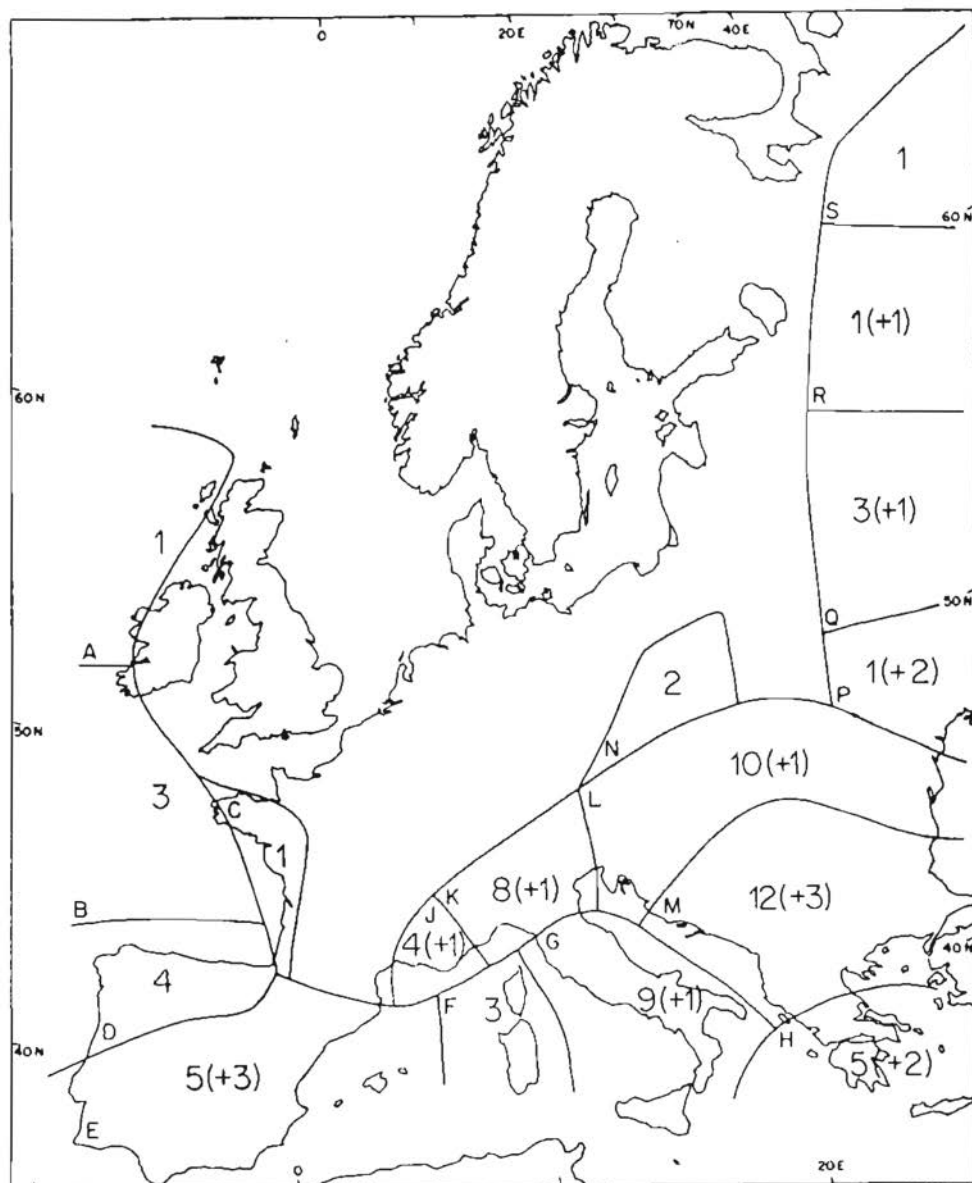 0 20E 70N 40E
1
S 60N
1(+1)
60N
R
1
3(+1)
50N
Q
A
2
1(+2)
P
50N
N
10(+1)
3
L
C
1
K
8(+1)
M
12(+3)
B
J
4(+1)
G
40N
4
F
3
9(+1)
D
H
40N
5(+3)
5(+2)
E
0 20E